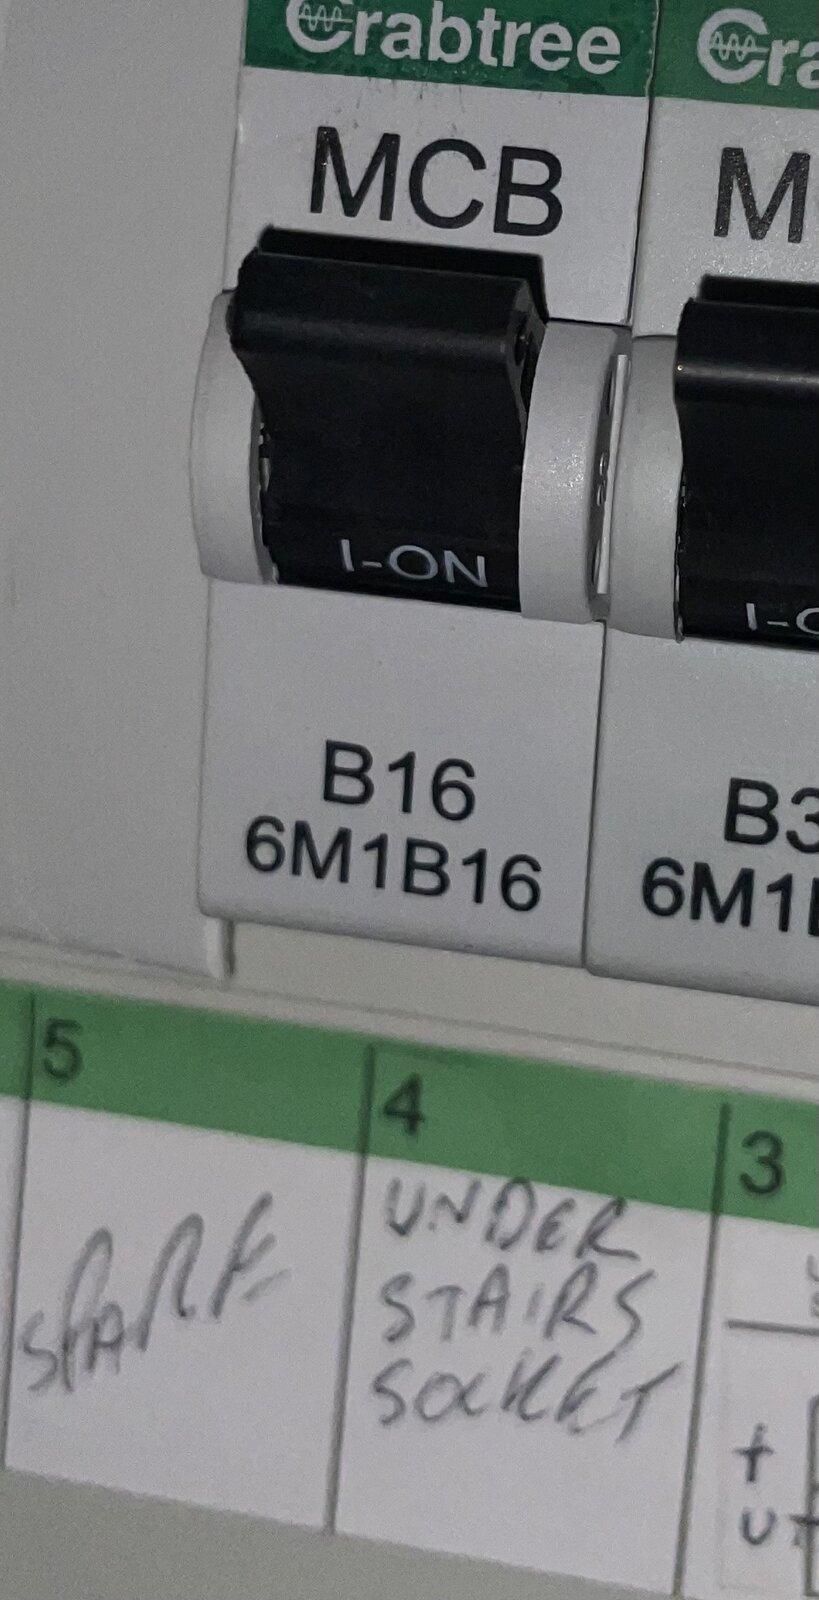 Crabtree
MCB
I-ON
B16
6M1B16
5
SPARE
4
UNDER
STAIRS
SOCKET
3